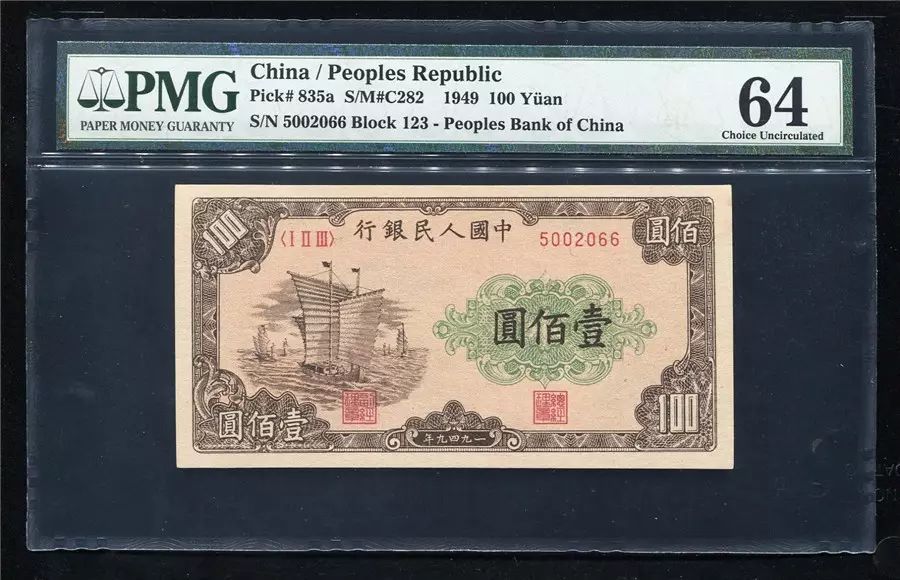 PMG
PAPER MONEY GUARANTY
China / Peoples Republic
Pick# 835a S/M#C282 1949 100 Yüan
S/N 5002066 Block 123 - Peoples Bank of China
64
Choice Uncirculated
100
〈I II III〉
中國人民銀行
5002066
佰圓
壹佰圓
壹佰圓
一九四九年
100